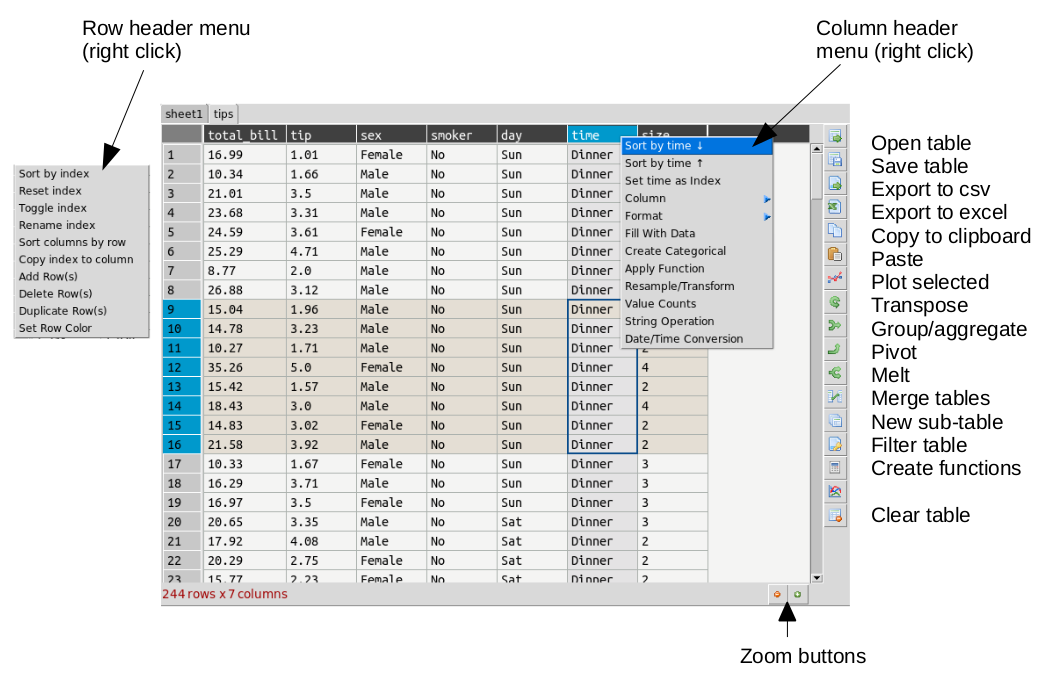 Row header menu
(right click)
Column header
menu (right click)
sheet1 tips
total_bill tip sex smoker day time size
1 16.99 1.01 Female No Sun Dinner
2 10.34 1.66 Male No Sun Dinner
3 21.01 3.5 Male No Sun Dinner
4 23.68 3.31 Male No Sun Dinner
5 24.59 3.61 Female No Sun Dinner
6 25.29 4.71 Male No Sun Dinner
7 8.77 2.0 Male No Sun Dinner
8 26.88 3.12 Male No Sun Dinner
9 15.04 1.96 Male No Sun Dinner
10 14.78 3.23 Male No Sun Dinner
11 10.27 1.71 Male No Sun Dinner 2
12 35.26 5.0 Female No Sun Dinner 4
13 15.42 1.57 Male No Sun Dinner 2
14 18.43 3.0 Male No Sun Dinner 4
15 14.83 3.02 Female No Sun Dinner 2
16 21.58 3.92 Male No Sun Dinner 2
17 10.33 1.67 Female No Sun Dinner 3
18 16.29 3.71 Male No Sun Dinner 3
19 16.97 3.5 Female No Sun Dinner 3
20 20.65 3.35 Male No Sat Dinner 3
21 17.92 4.08 Male No Sat Dinner 2
22 20.29 2.75 Female No Sat Dinner 2
23 15.77 2.23 Female No Sat Dinner 2
244 rows x 7 columns
Sort by index
Reset index
Toggle index
Rename index
Sort columns by row
Copy index to column
Add Row(s)
Delete Row(s)
Duplicate Row(s)
Set Row Color
Sort by time ↓
Sort by time ↑
Set time as Index
Column
Format
Fill With Data
Create Categorical
Apply Function
Resample/Transform
Value Counts
String Operation
Date/Time Conversion
Open table
Save table
Export to csv
Export to excel
Copy to clipboard
Paste
Plot selected
Transpose
Group/aggregate
Pivot
Melt
Merge tables
New sub-table
Filter table
Create functions
Clear table
Zoom buttons